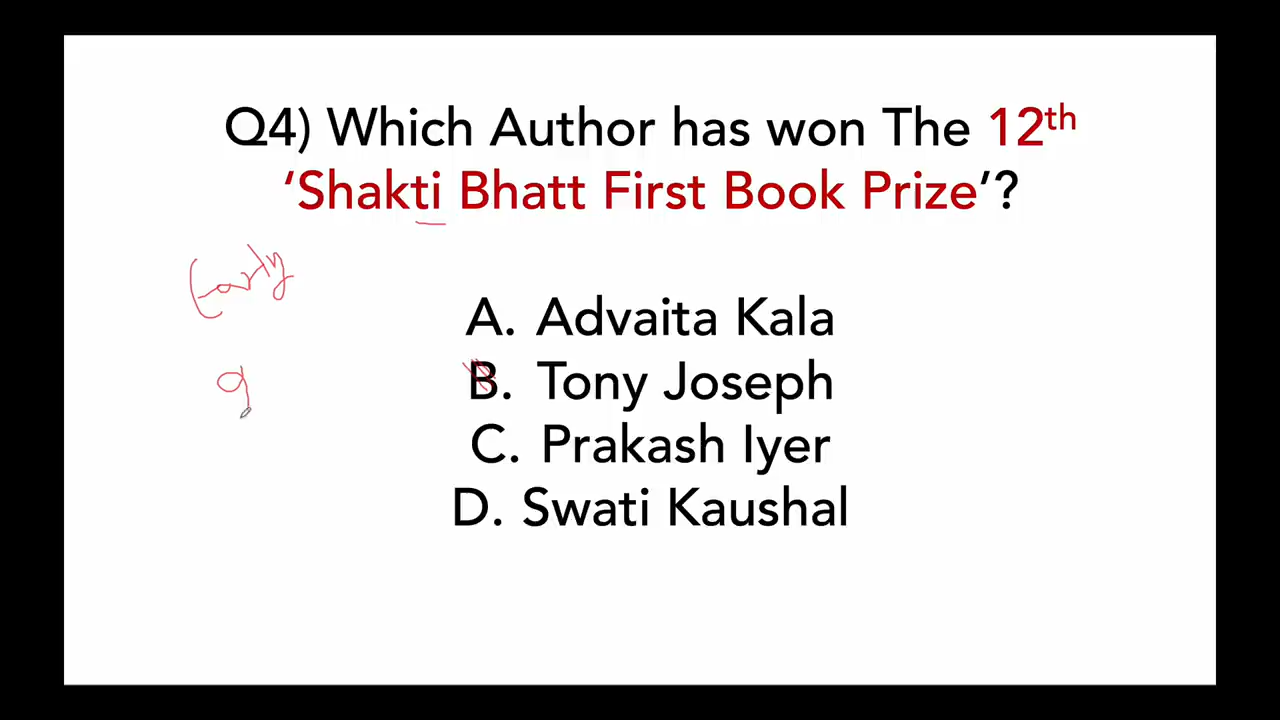 Q4) Which Author has won The 12th
‘Shakti Bhatt First Book Prize’?
Early
A. Advaita Kala
B. Tony Joseph
C. Prakash Iyer
D. Swati Kaushal